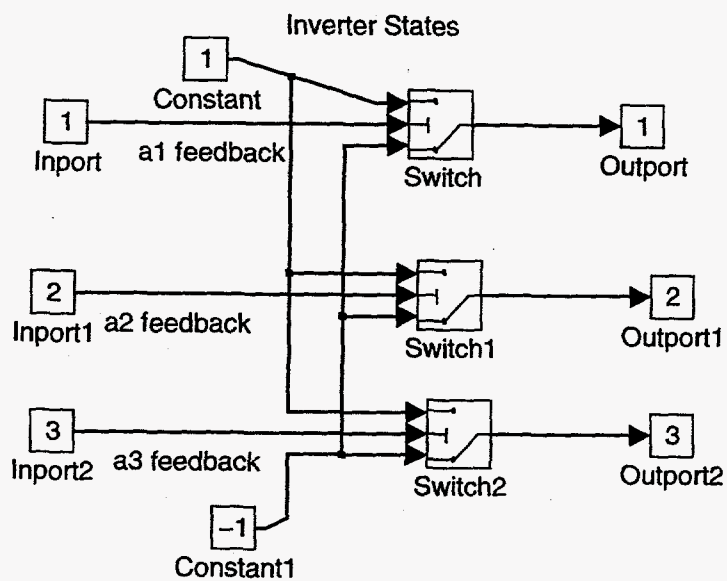 Inverter States
1
Constant
1
Inport
a1 feedback
Switch
1
Outport
2
Inport1
a2 feedback
Switch1
2
Outport1
3
Inport2
a3 feedback
Switch2
3
Outport2
-1
Constant1